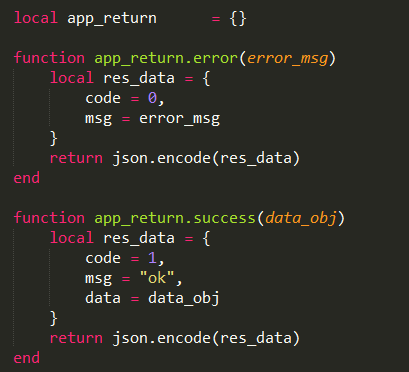 local app_return      = {}
function app_return.error(error_msg)
    local res_data = {
        code = 0,
        msg = error_msg
    }
    return json.encode(res_data)
end
function app_return.success(data_obj)
    local res_data = {
        code = 1,
        msg = "ok",
        data = data_obj
    }
    return json.encode(res_data)
end